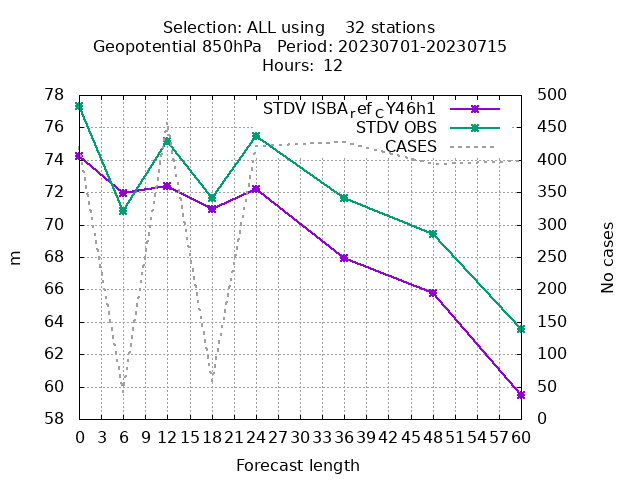 Selection: ALL using    32 stations
Geopotential 850hPa   Period: 20230701-20230715
Hours:  12
STDV ISBA_ref_CY46h1
STDV OBS
CASES
78
76
74
72
70
68
66
64
62
60
58
500
450
400
350
300
250
200
150
100
50
0
m
No cases
0 3 6 9 12 15 18 21 24 27 30 33 36 39 42 45 48 51 54 57 60
Forecast length